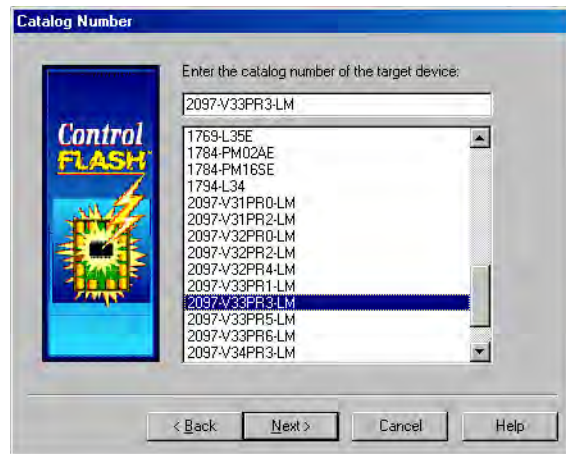 Catalog Number
Enter the catalog number of the target device:
2097-V33PR3-LM
Control
FLASH
1769-L35E
1784-PM02AE
1784-PM16SE
1794-L34
2097-V31PR0-LM
2097-V31PR2-LM
2097-V32PR0-LM
2097-V32PR2-LM
2097-V32PR4-LM
2097-V33PR1-LM
2097-V33PR3-LM
2097-V33PR5-LM
2097-V33PR6-LM
2097-V34PR3-LM
< Back Next > Cancel Help